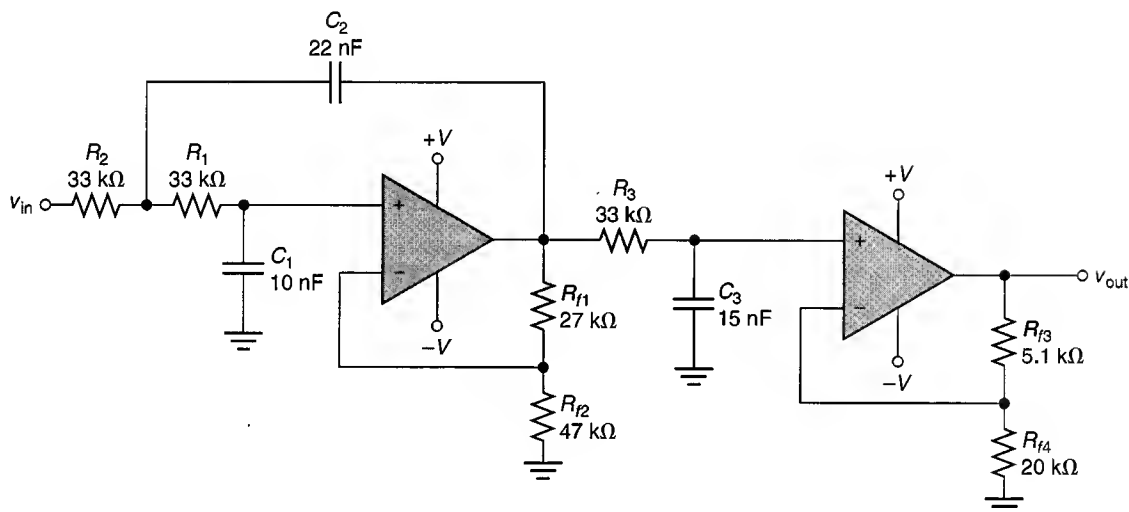 C2
22 nF
+V
R2
33 kΩ
R1
33 kΩ
R3
33 kΩ
+V
vin
+
−
C1
10 nF
−V
Rf1
27 kΩ
C3
15 nF
+
−
vout
−V
Rf3
5.1 kΩ
Rf2
47 kΩ
Rf4
20 kΩ